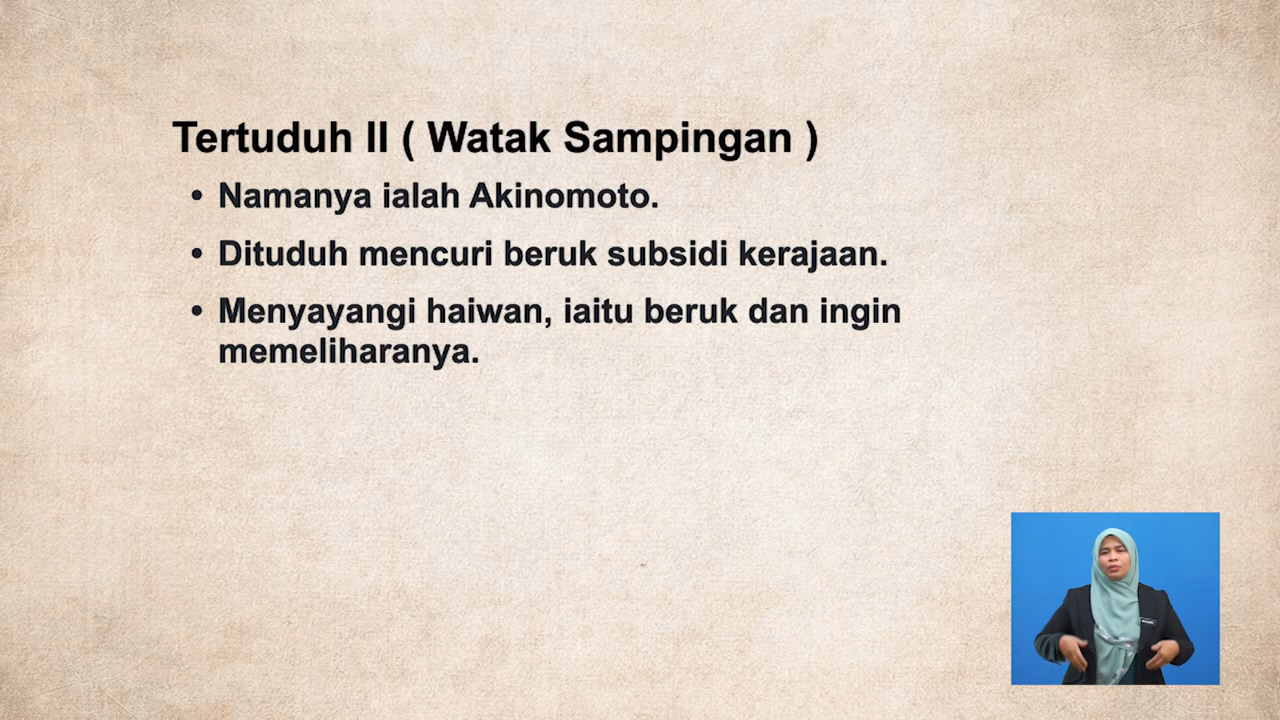 Tertuduh II ( Watak Sampingan )
• Namanya ialah Akinomoto.
• Dituduh mencuri beruk subsidi kerajaan.
• Menyayangi haiwan, iaitu beruk dan ingin
memeliharanya.